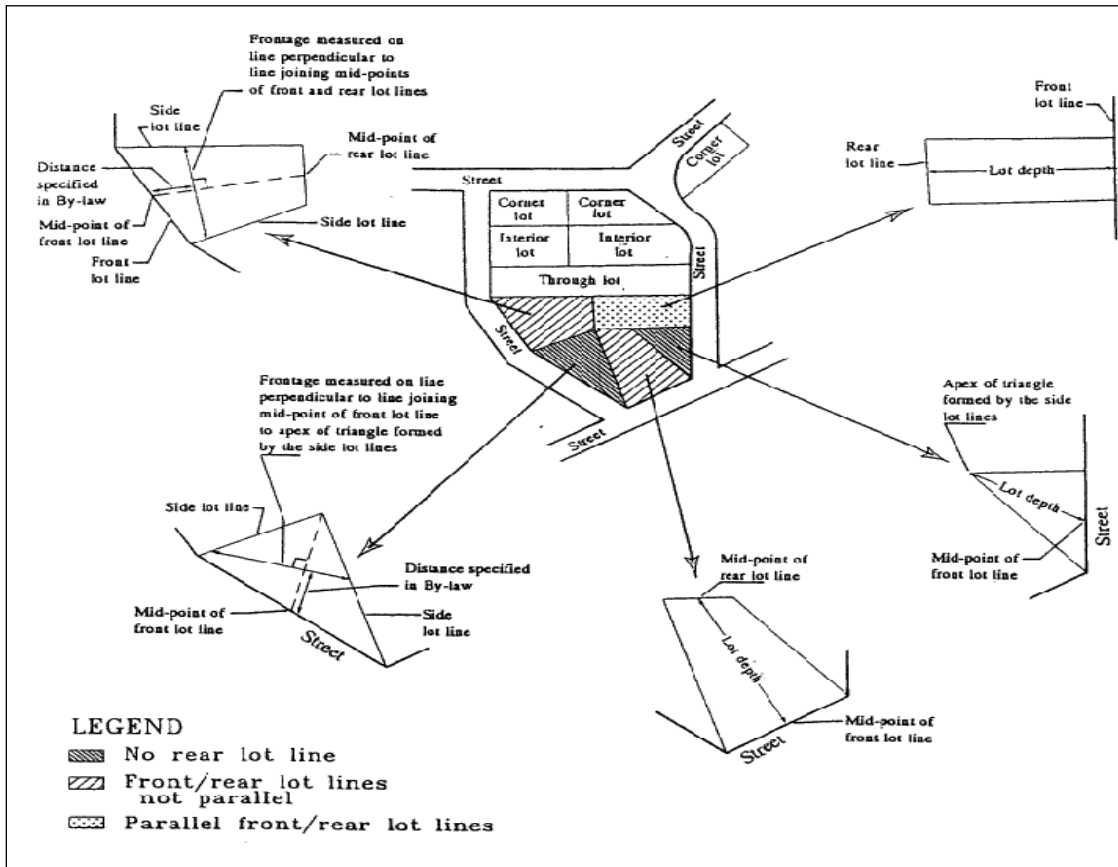 Frontage measured on
line perpendicular to
line joining mid-points
of front and rear lot lines
Side
lot line
Mid-point of
rear lot line
Distance
specified
in By-law
Mid-point of
front lot line
Side lot line
Front
lot line
Street
Street
Corner
lot
Corner
lot
Corner
lot
Interior
lot
Interior
lot
Through lot
Street
Street
Street
Front
lot line
Rear
lot line
Lot depth
Frontage measured on line
perpendicular to line joining
mid-point of front lot line
to apex of triangle formed
by the side lot lines
Side lot line
Distance specified
in By-law
Mid-point of
front lot line
Side
lot line
Street
Apex of triangle
formed by the side
lot lines
Lot depth
Street
Mid-point of
front lot line
Mid-point of
rear lot line
Lot depth
Mid-point of
front lot line
Street
LEGEND
No rear lot line
Front/rear lot lines
not parallel
Parallel front/rear lot lines